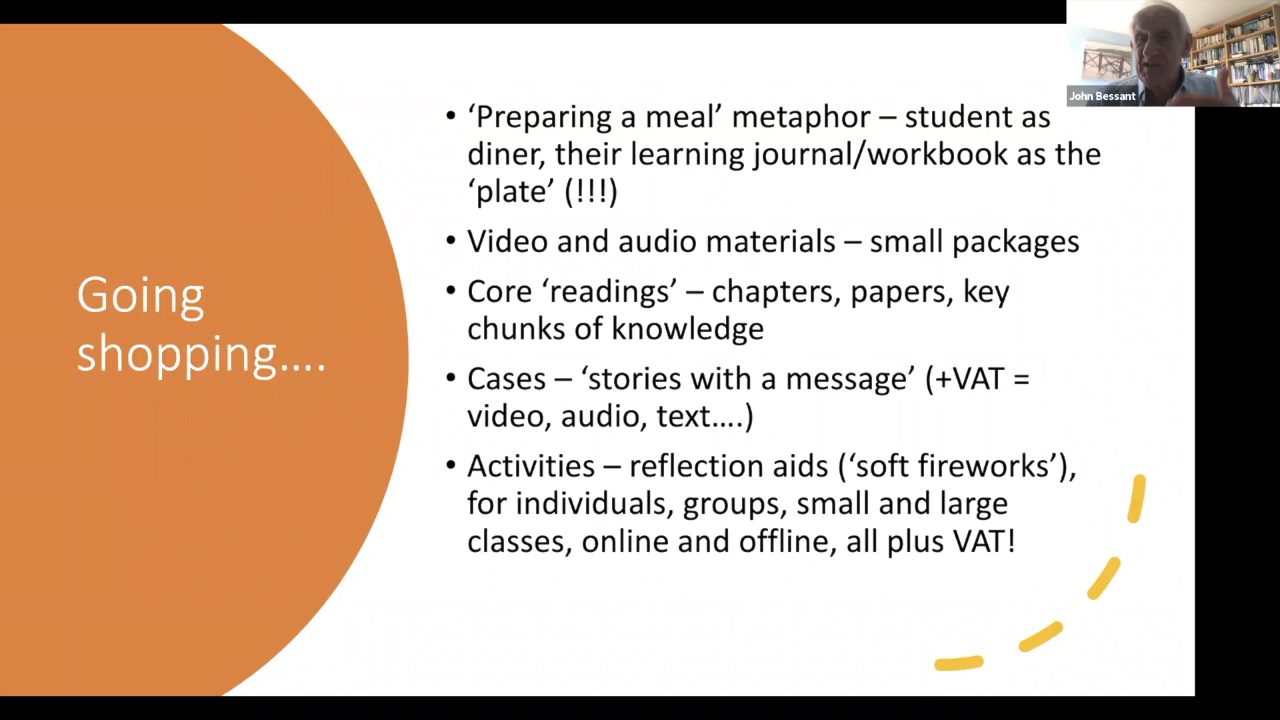 John Bessant
Going
shopping….
• ‘Preparing a meal’ metaphor – student as
diner, their learning journal/workbook as the
‘plate’ (!!!)
• Video and audio materials – small packages
• Core ‘readings’ – chapters, papers, key
chunks of knowledge
• Cases – ‘stories with a message’ (+VAT =
video, audio, text….)
• Activities – reflection aids (‘soft fireworks’),
for individuals, groups, small and large
classes, online and offline, all plus VAT!